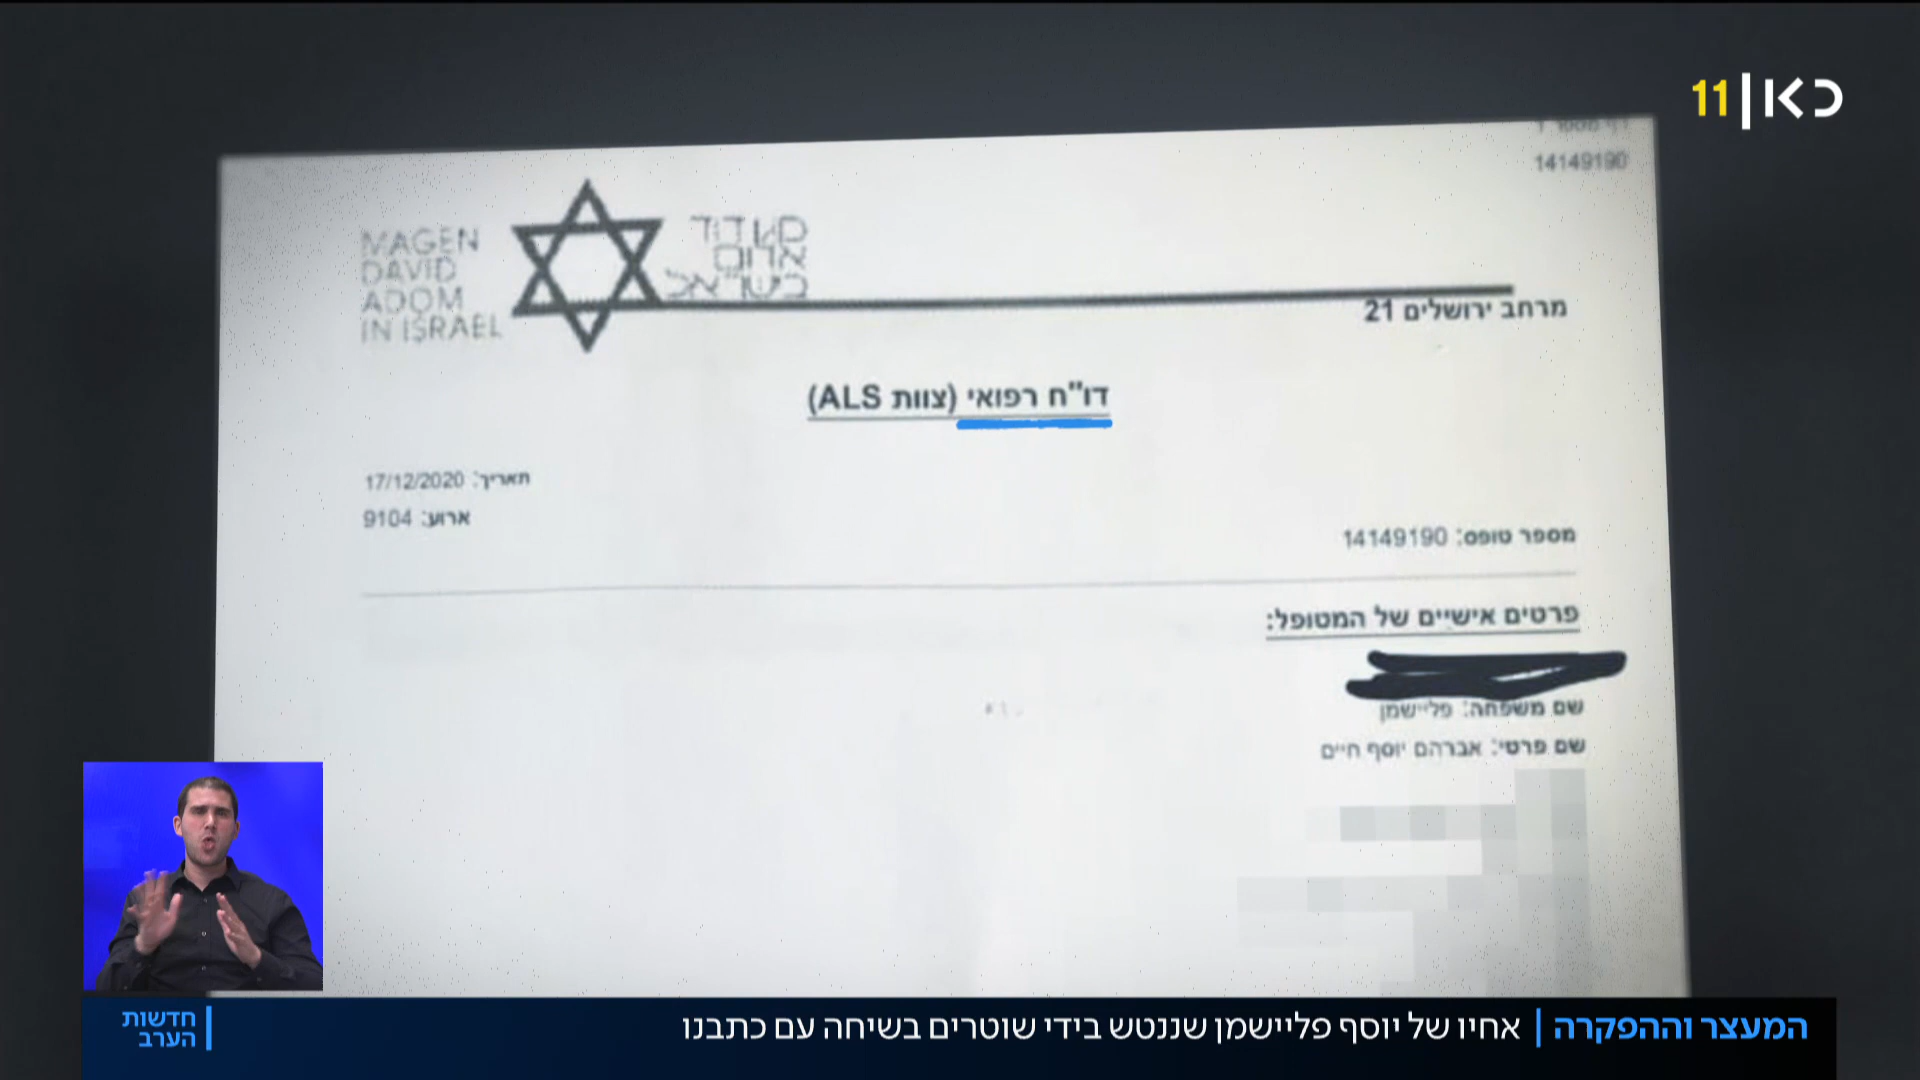 כאן 11
14149190
MAGEN
DAVID
ADOM
IN ISRAEL
מגן דוד
אדום
בישראל
מרחב ירושלים 21
דו"ח רפואי (צוות ALS)
תאריך: 17/12/2020
ארוע: 9104
מספר טופס: 14149190
פרטים אישיים של המטופל:
שם משפחה: פליישמן
שם פרטי: אברהם יוסף חיים
המעצר וההפקרה | אחיו של יוסף פליישמן שננטש בידי שוטרים בשיחה עם כתבנו
חדשות
הערב